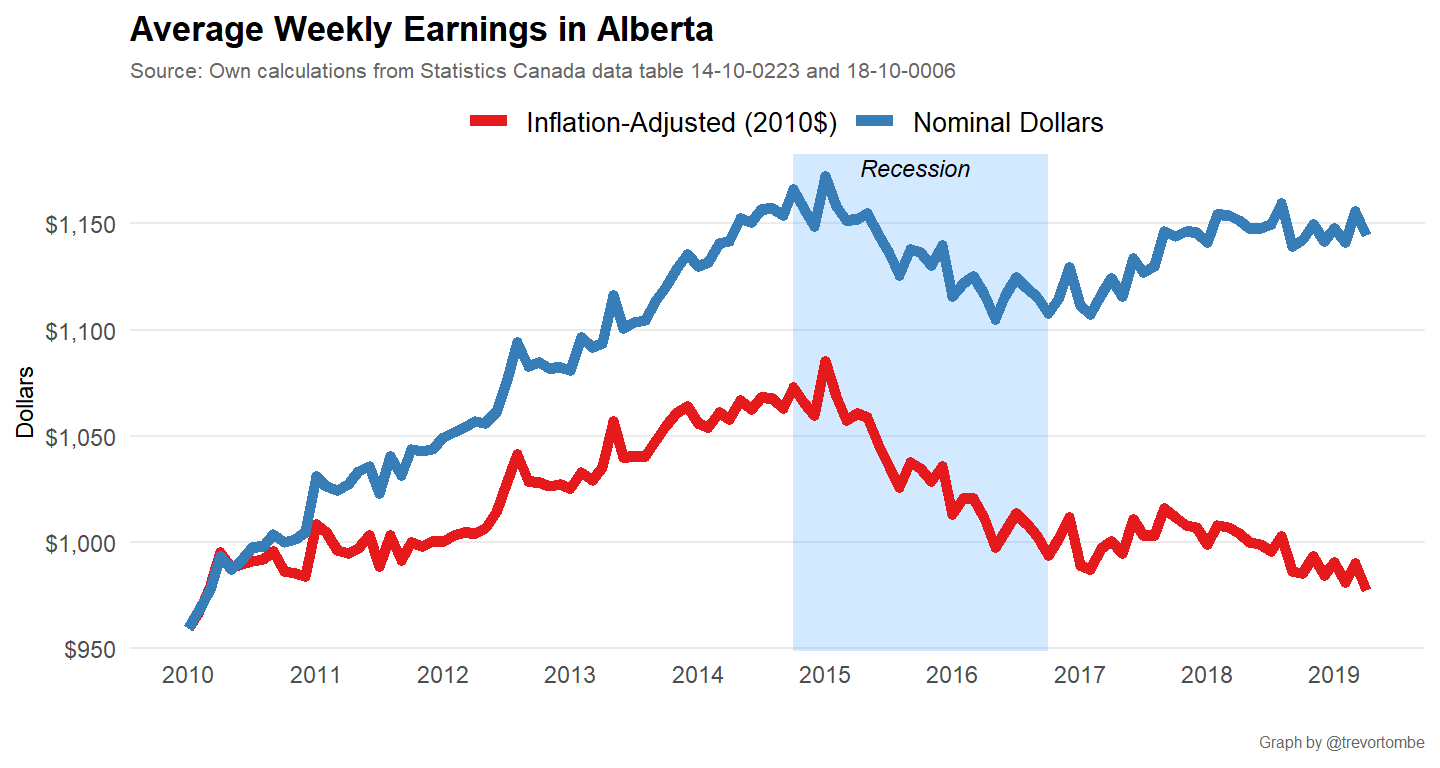 Average Weekly Earnings in Alberta
Source: Own calculations from Statistics Canada data table 14-10-0223 and 18-10-0006
Inflation-Adjusted (2010$) Nominal Dollars
Recession
$1,150
$1,100
$1,050
$1,000
$950
Dollars
2010 2011 2012 2013 2014 2015 2016 2017 2018 2019
Graph by @trevortombe